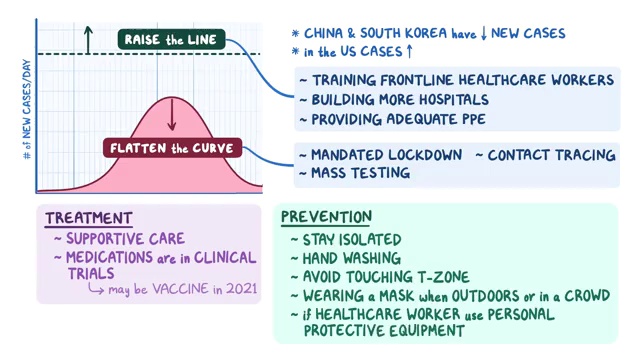 RAISE the LINE
# of NEW CASES/DAY
FLATTEN the CURVE
* CHINA & SOUTH KOREA have ↓ NEW CASES
* in the US CASES ↑
~ TRAINING FRONTLINE HEALTHCARE WORKERS
~ BUILDING MORE HOSPITALS
~ PROVIDING ADEQUATE PPE
~ MANDATED LOCKDOWN ~ CONTACT TRACING
~ MASS TESTING
TREATMENT
~ SUPPORTIVE CARE
~ MEDICATIONS are in CLINICAL
TRIALS
↳ may be VACCINE in 2021
PREVENTION
~ STAY ISOLATED
~ HAND WASHING
~ AVOID TOUCHING T-ZONE
~ WEARING a MASK when OUTDOORS or in a CROWD
~ if HEALTHCARE WORKER use PERSONAL
PROTECTIVE EQUIPMENT